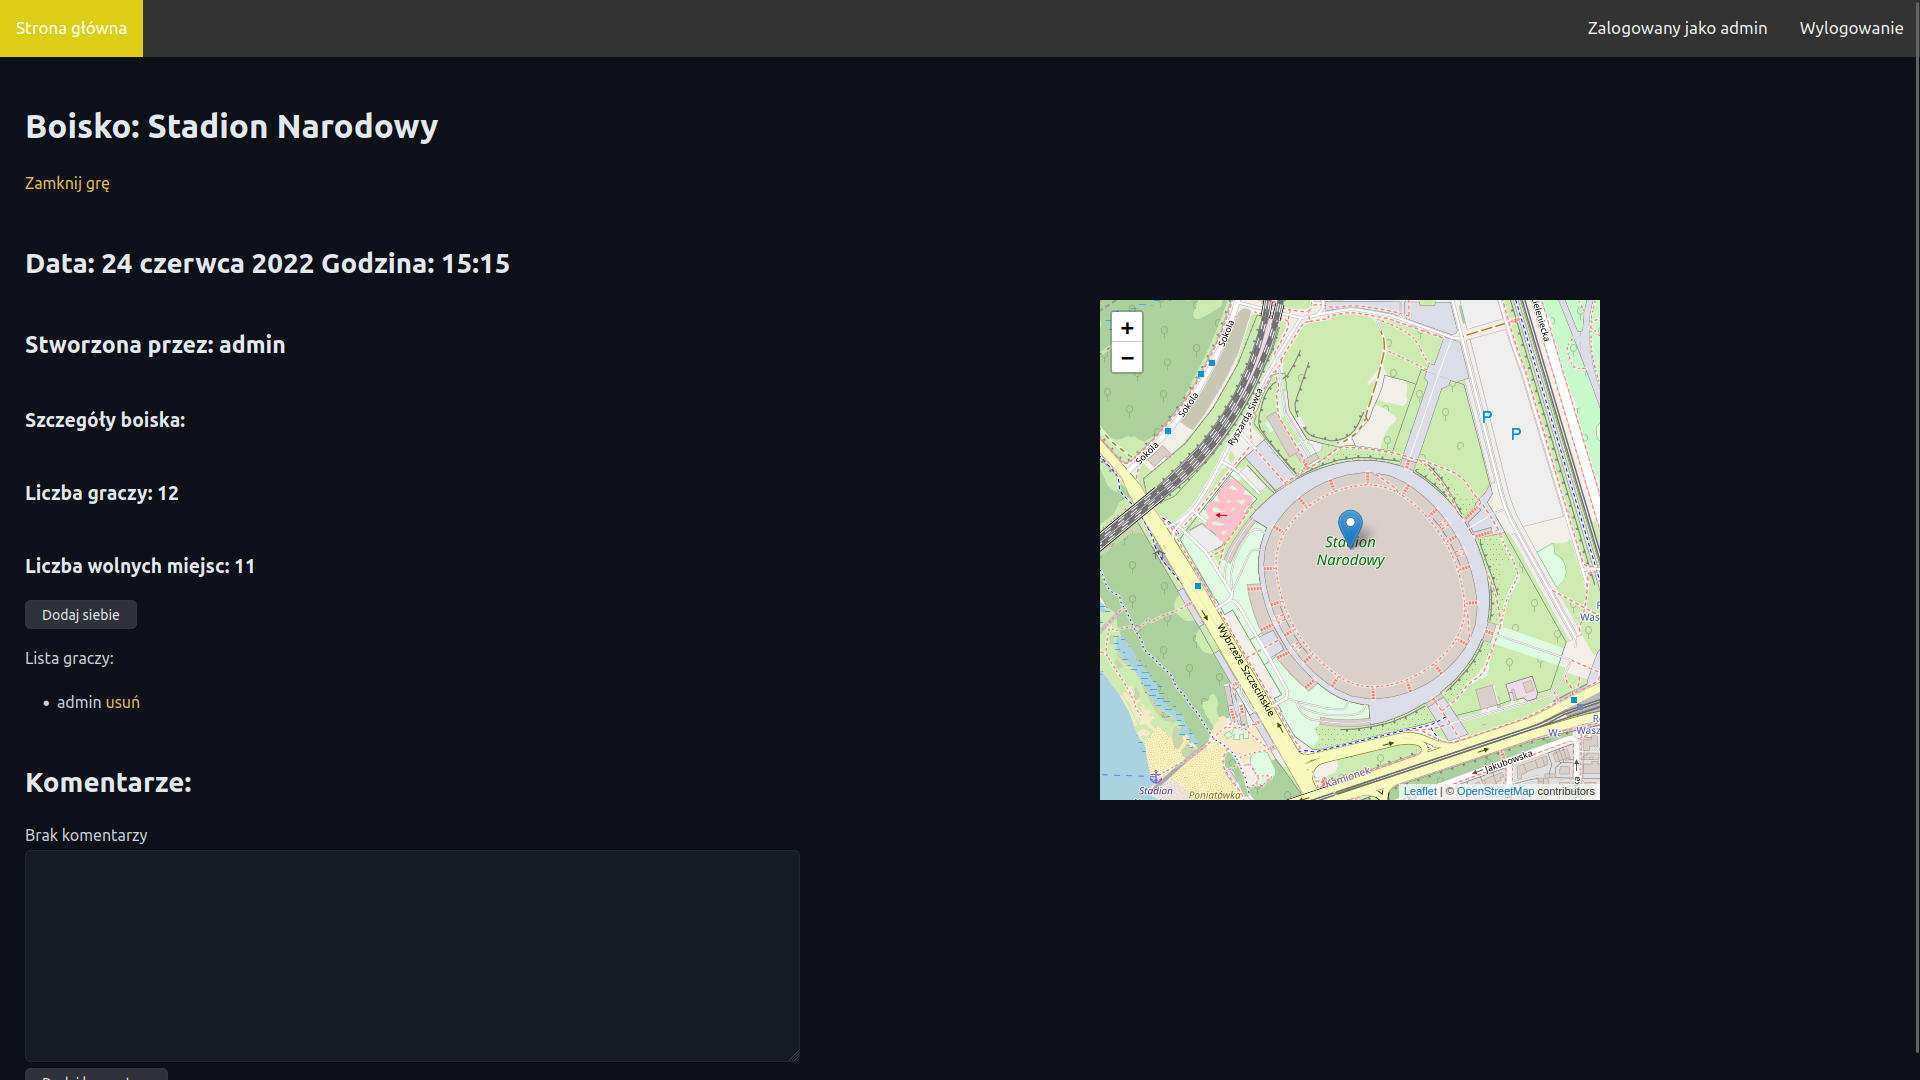 Strona główna
Zalogowany jako admin
Wylogowanie
Boisko: Stadion Narodowy
Zamknij grę
Data: 24 czerwca 2022 Godzina: 15:15
Stworzona przez: admin
Szczegóły boiska:
Liczba graczy: 12
Liczba wolnych miejsc: 11
Dodaj siebie
Lista graczy:
• admin usuń
Komentarze:
Brak komentarzy
+
−
Sokola
Sokola
Sokola
Ryszarda Siwca
P
P
Stadion
Narodowy
Wybrzeże Szczecińskie
Jakubowska
Kamionek
Stadion
Poniatówka
Leaflet | © OpenStreetMap contributors